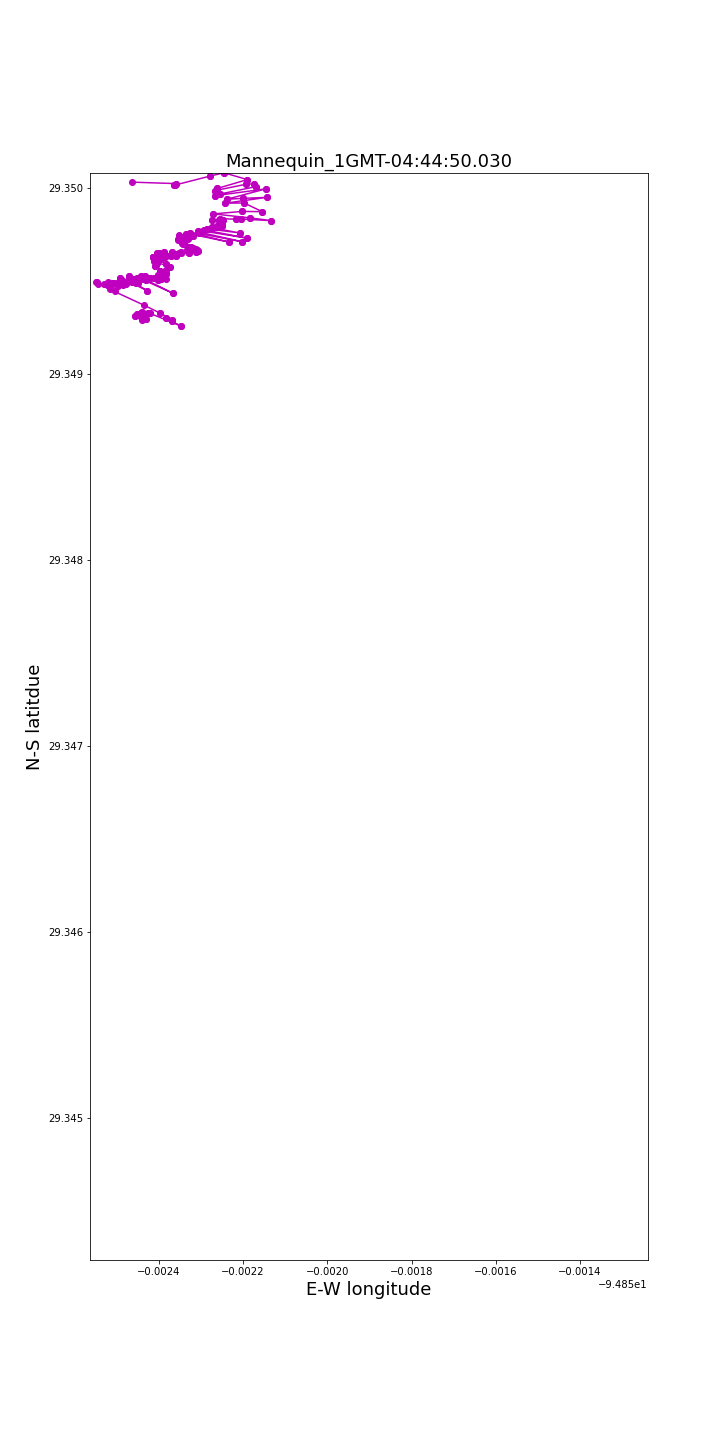 Mannequin_1GMT-04:44:50.030
29.350
29.349
29.348
29.347
29.346
29.345
N-S latitdue
−0.0024 −0.0022 −0.0020 −0.0018 −0.0016 −0.0014
−9.485e1
E-W longitude